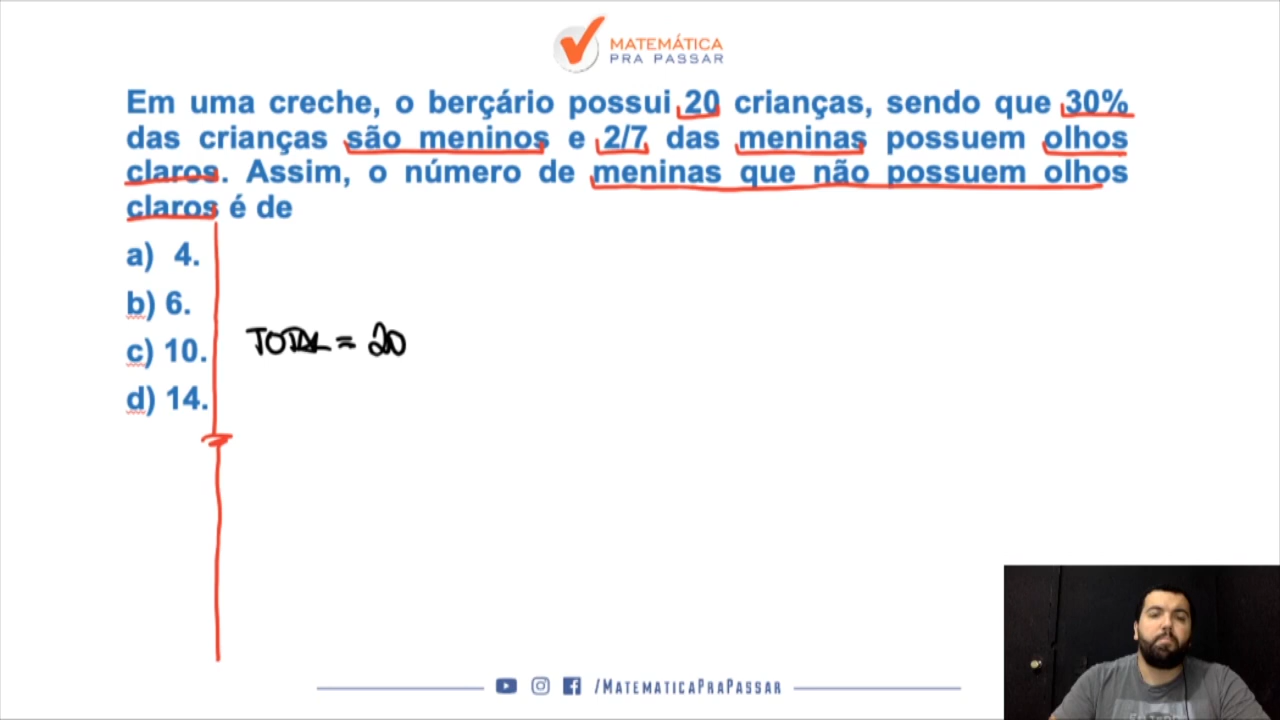 MATEMÁTICA
PRA PASSAR
Em uma creche, o berçário possui 20 crianças, sendo que 30%
das crianças são meninos e 2/7 das meninas possuem olhos
claros. Assim, o número de meninas que não possuem olhos
claros é de
a) 4.
b) 6.
c) 10.
d) 14.
TOTAL = 20
/MATEMATICAPRAPASSAR